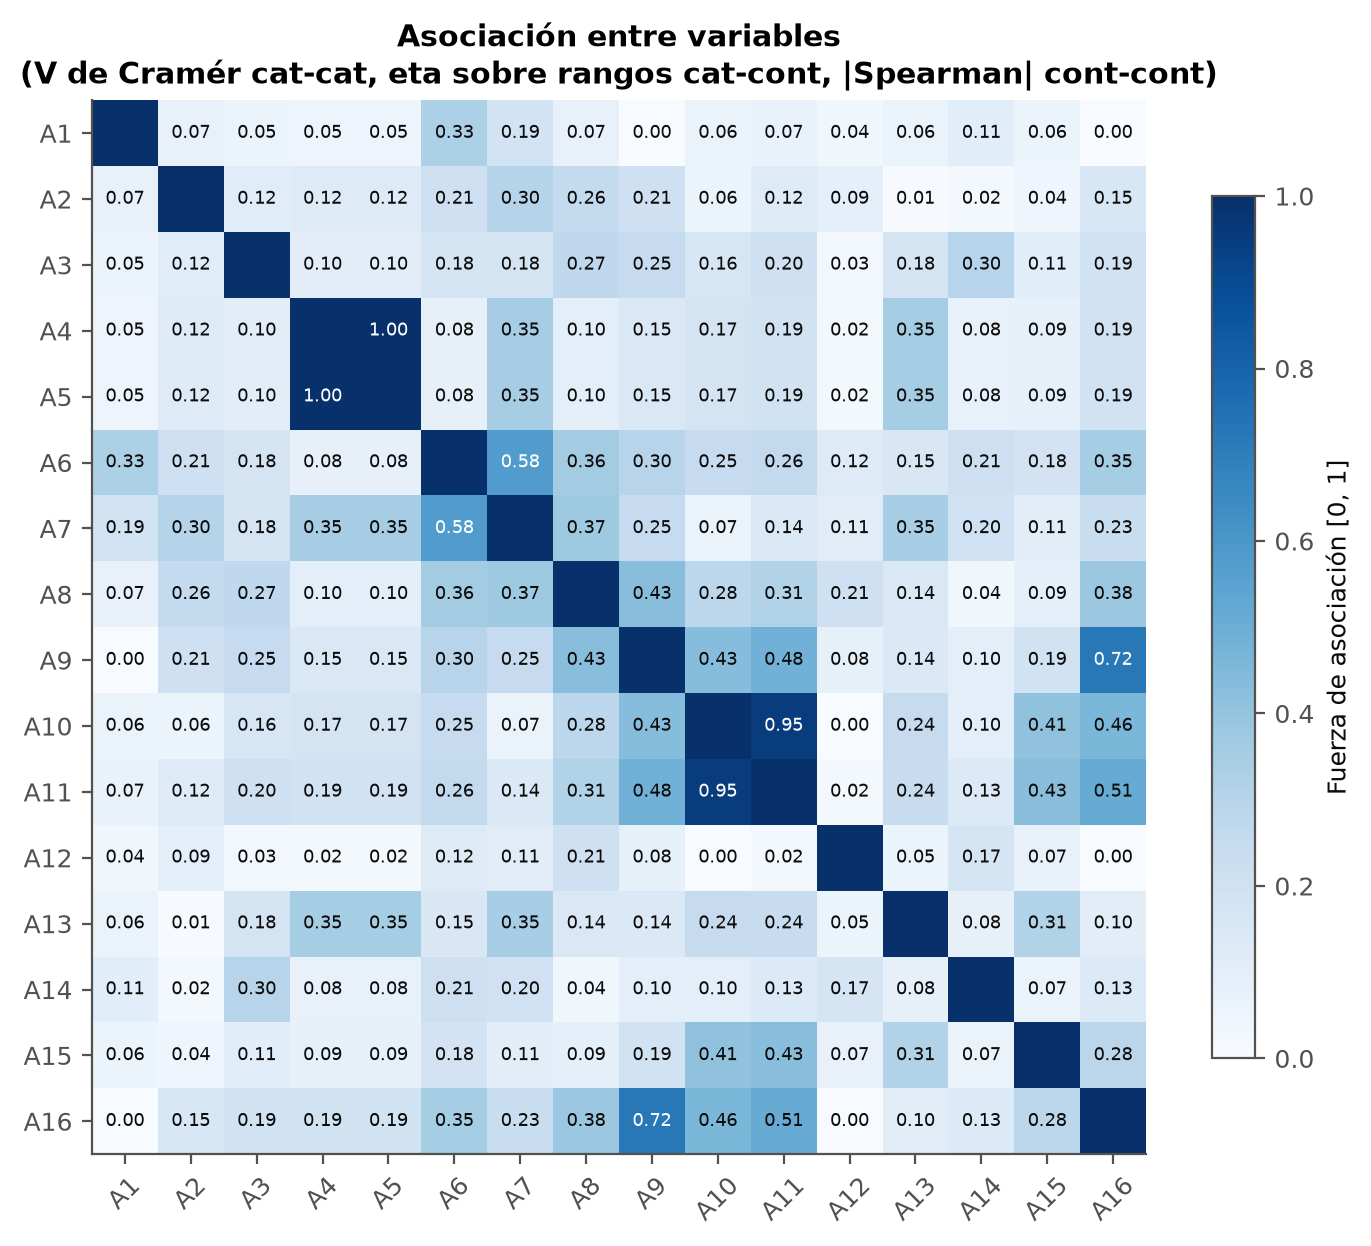 Asociación entre variables
(V de Cramér cat-cat, eta sobre rangos cat-cont, |Spearman| cont-cont)
A1 0.07 0.05 0.05 0.05 0.33 0.19 0.07 0.00 0.06 0.07 0.04 0.06 0.11 0.06 0.00
A2 0.07 0.12 0.12 0.12 0.21 0.30 0.26 0.21 0.06 0.12 0.09 0.01 0.02 0.04 0.15
A3 0.05 0.12 0.10 0.10 0.18 0.18 0.27 0.25 0.16 0.20 0.03 0.18 0.30 0.11 0.19
A4 0.05 0.12 0.10 1.00 0.08 0.35 0.10 0.15 0.17 0.19 0.02 0.35 0.08 0.09 0.19
A5 0.05 0.12 0.10 1.00 0.08 0.35 0.10 0.15 0.17 0.19 0.02 0.35 0.08 0.09 0.19
A6 0.33 0.21 0.18 0.08 0.08 0.58 0.36 0.30 0.25 0.26 0.12 0.15 0.21 0.18 0.35
A7 0.19 0.30 0.18 0.35 0.35 0.58 0.37 0.25 0.07 0.14 0.11 0.35 0.20 0.11 0.23
A8 0.07 0.26 0.27 0.10 0.10 0.36 0.37 0.43 0.28 0.31 0.21 0.14 0.04 0.09 0.38
A9 0.00 0.21 0.25 0.15 0.15 0.30 0.25 0.43 0.43 0.48 0.08 0.14 0.10 0.19 0.72
A10 0.06 0.06 0.16 0.17 0.17 0.25 0.07 0.28 0.43 0.95 0.00 0.24 0.10 0.41 0.46
A11 0.07 0.12 0.20 0.19 0.19 0.26 0.14 0.31 0.48 0.95 0.02 0.24 0.13 0.43 0.51
A12 0.04 0.09 0.03 0.02 0.02 0.12 0.11 0.21 0.08 0.00 0.02 0.05 0.17 0.07 0.00
A13 0.06 0.01 0.18 0.35 0.35 0.15 0.35 0.14 0.14 0.24 0.24 0.05 0.08 0.31 0.10
A14 0.11 0.02 0.30 0.08 0.08 0.21 0.20 0.04 0.10 0.10 0.13 0.17 0.08 0.07 0.13
A15 0.06 0.04 0.11 0.09 0.09 0.18 0.11 0.09 0.19 0.41 0.43 0.07 0.31 0.07 0.28
A16 0.00 0.15 0.19 0.19 0.19 0.35 0.23 0.38 0.72 0.46 0.51 0.00 0.10 0.13 0.28
A1 A2 A3 A4 A5 A6 A7 A8 A9 A10 A11 A12 A13 A14 A15 A16
1.0
0.8
0.6
0.4
0.2
0.0
Fuerza de asociación [0, 1]